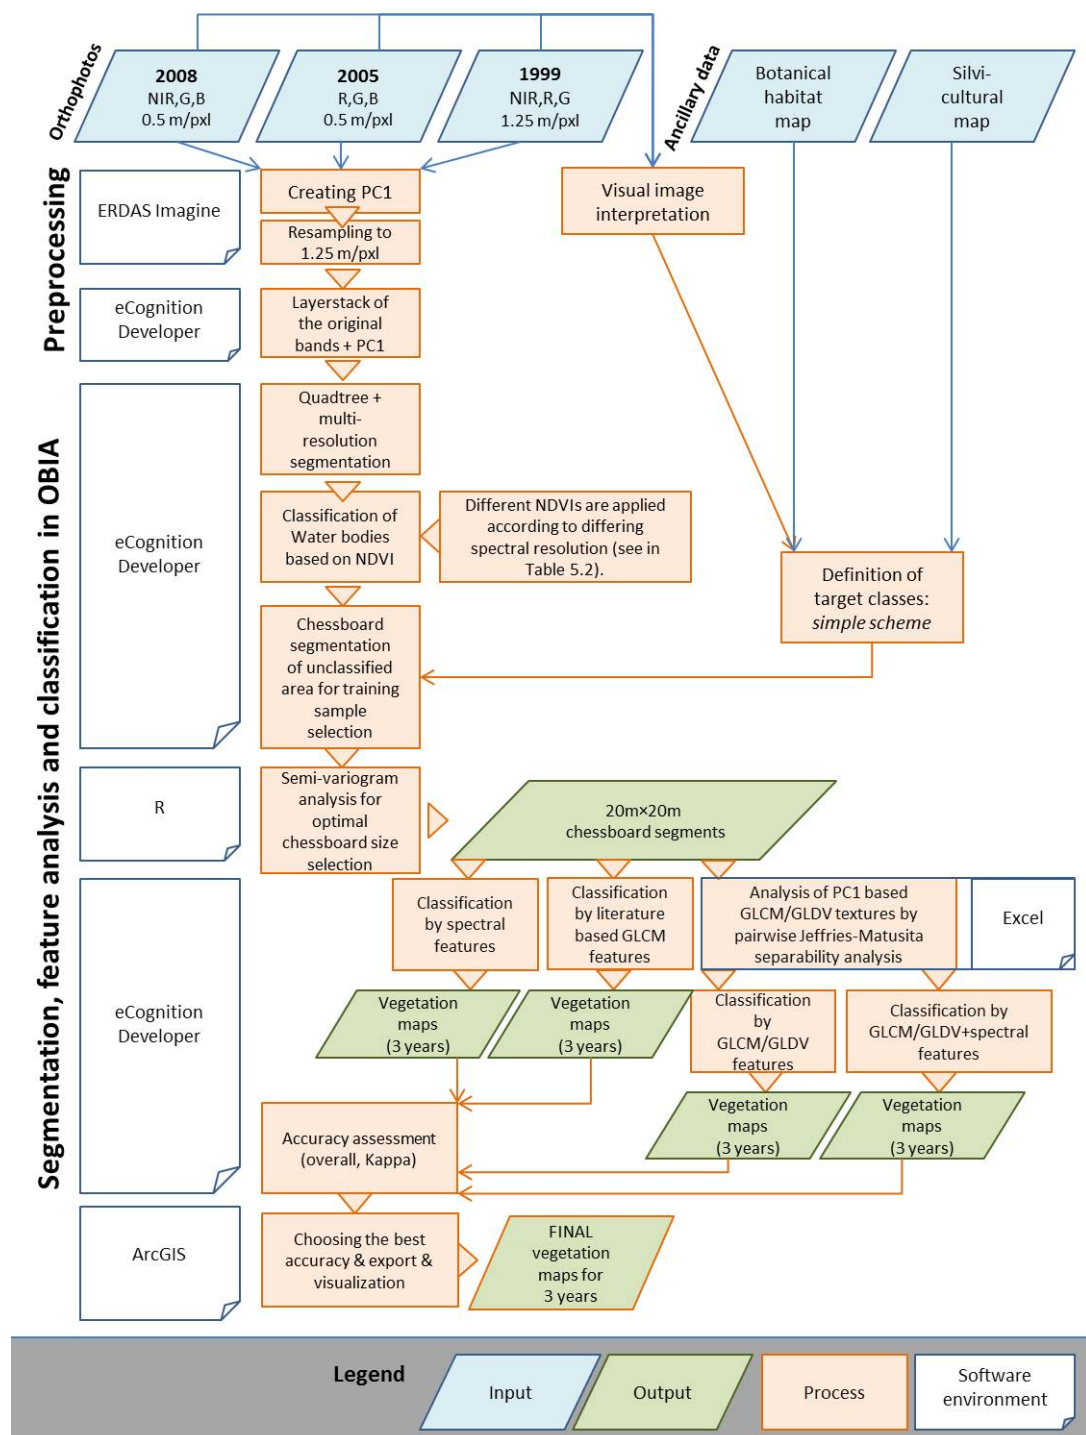 Orthophotos
2008
NIR,G,B
0.5 m/pxl
2005
R,G,B
0.5 m/pxl
1999
NIR,R,G
1.25 m/pxl
Ancillary data
Botanical
habitat
map
Silvi-
cultural
map
Preprocessing
ERDAS Imagine
Creating PC1
Resampling to
1.25 m/pxl
Visual image
interpretation
eCognition
Developer
Layerstack of
the original
bands + PC1
Segmentation, feature analysis and classification in OBIA
eCognition
Developer
Quadtree +
multi-
resolution
segmentation
Classification of
Water bodies
based on NDVI
Different NDVIs are applied
according to differing
spectral resolution (see in
Table 5.2).
Definition of
target classes:
simple scheme
Chessboard
segmentation
of unclassified
area for training
sample
selection
R
Semi-variogram
analysis for
optimal
chessboard size
selection
20m×20m
chessboard segments
eCognition
Developer
Classification
by spectral
features
Classification
by literature
based GLCM
features
Analysis of PC1 based
GLCM/GLDV textures by
pairwise Jeffries-Matusita
separability analysis
Excel
Vegetation
maps
(3 years)
Vegetation
maps
(3 years)
Classification
by
GLCM/GLDV
features
Classification by
GLCM/GLDV+spectral
features
Vegetation
maps
(3 years)
Vegetation
maps
(3 years)
Accuracy assessment
(overall, Kappa)
ArcGIS
Choosing the best
accuracy & export &
visualization
FINAL
vegetation
maps for
3 years
Legend
Input
Output
Process
Software
environment